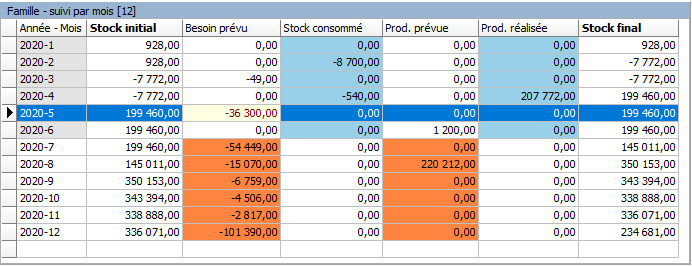 Famille - suivi par mois [12]
Année - Mois Stock initial Besoin prévu Stock consommé Prod. prévue Prod. réalisée Stock final
2020-1 928,00 0,00 0,00 0,00 0,00 928,00
2020-2 928,00 0,00 -8 700,00 0,00 0,00 -7 772,00
2020-3 -7 772,00 -49,00 0,00 0,00 0,00 -7 772,00
2020-4 -7 772,00 0,00 -540,00 0,00 207 772,00 199 460,00
2020-5 199 460,00 -36 300,00 0,00 0,00 0,00 199 460,00
2020-6 199 460,00 0,00 0,00 1 200,00 0,00 199 460,00
2020-7 199 460,00 -54 449,00 0,00 0,00 0,00 145 011,00
2020-8 145 011,00 -15 070,00 0,00 220 212,00 0,00 350 153,00
2020-9 350 153,00 -6 759,00 0,00 0,00 0,00 343 394,00
2020-10 343 394,00 -4 506,00 0,00 0,00 0,00 338 888,00
2020-11 338 888,00 -2 817,00 0,00 0,00 0,00 336 071,00
2020-12 336 071,00 -101 390,00 0,00 0,00 0,00 234 681,00